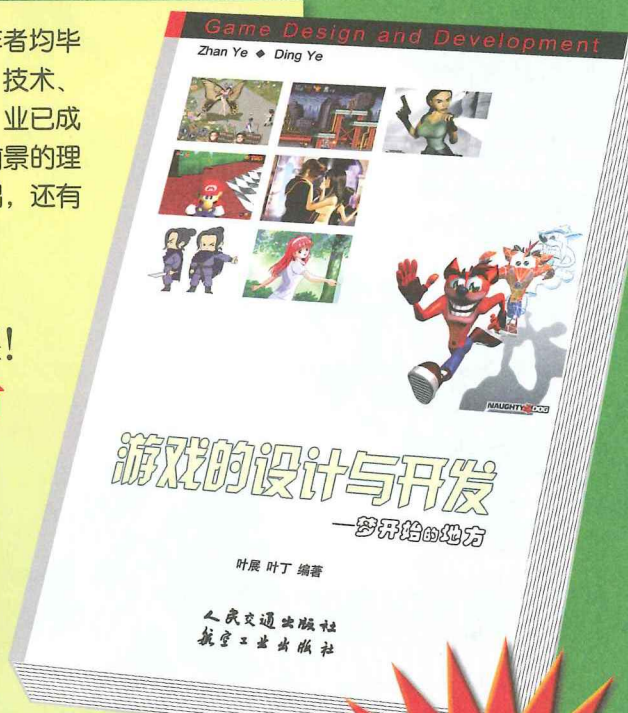 者均毕
技术、
业已成
前景的理
，还有
!
Game Design and Development
Zhan Ye ◆ Ding Ye
NAUGHTY DOG
游戏的设计与开发
—梦开始的地方
叶展 叶丁 编著
人民交通出版社
航空工业出版社